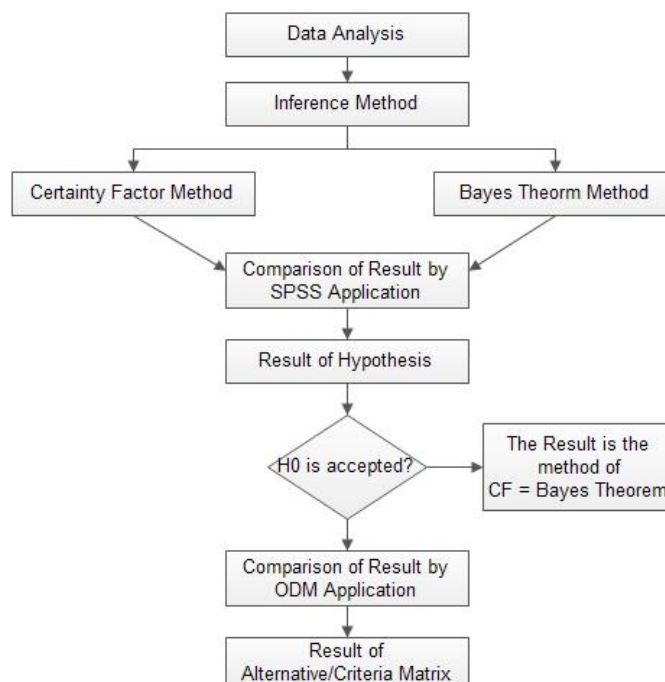 Data Analysis
Inference Method
Certainty Factor Method
Bayes Theorm Method
Comparison of Result by
SPSS Application
Result of Hypothesis
H0 is accepted?
The Result is the
method of
CF = Bayes Theorem
Comparison of Result by
ODM Application
Result of
Alternative/Criteria Matrix